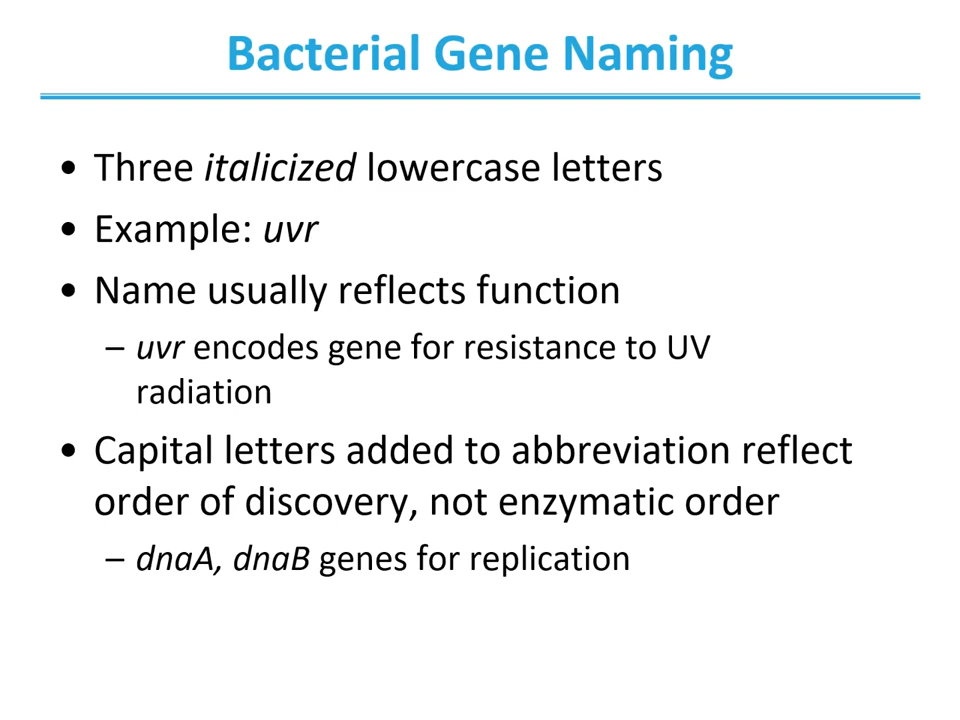 Bacterial Gene Naming
• Three italicized lowercase letters
• Example: uvr
• Name usually reflects function
– uvr encodes gene for resistance to UV
radiation
• Capital letters added to abbreviation reflect
order of discovery, not enzymatic order
– dnaA, dnaB genes for replication